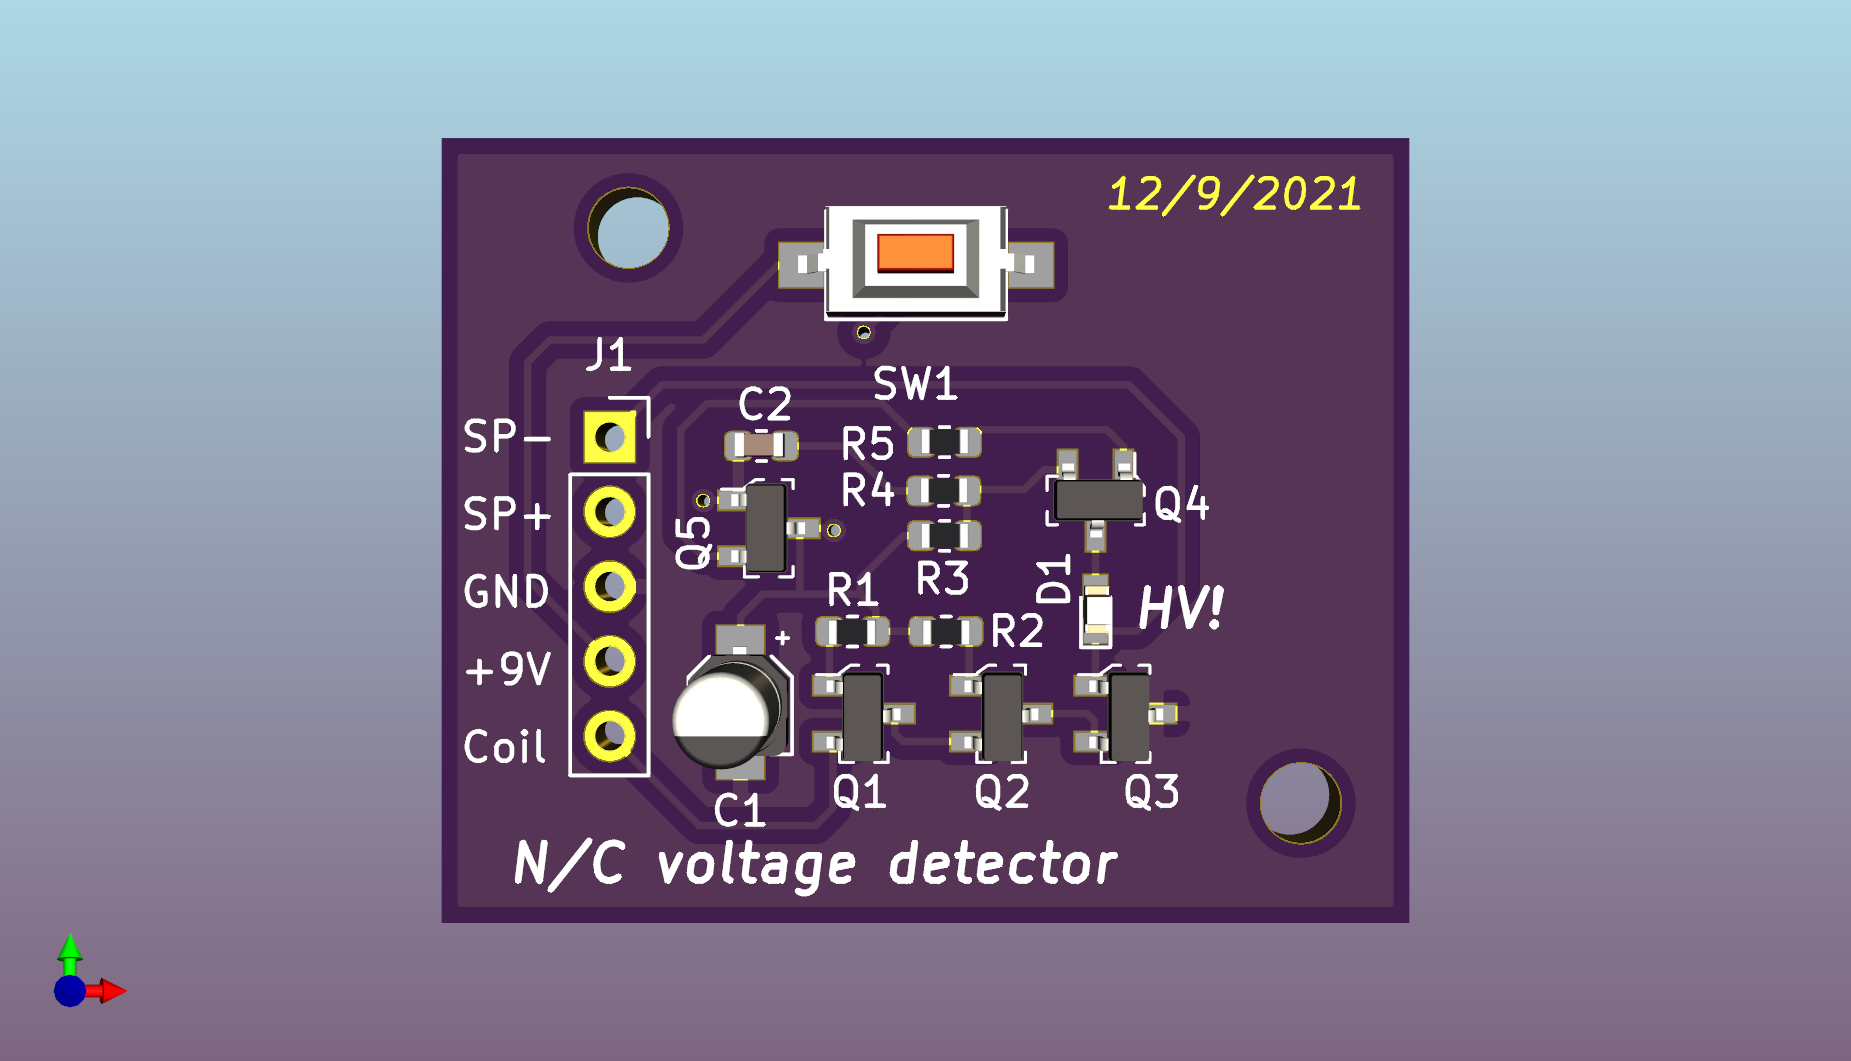 12/9/2021
J1
SW1
C2
SP-
R5
R4
Q4
SP+
Q5
R3
D1
GND
R1
HV!
R2
+
+9V
Coil
Q1
Q2
Q3
C1
N/C voltage detector